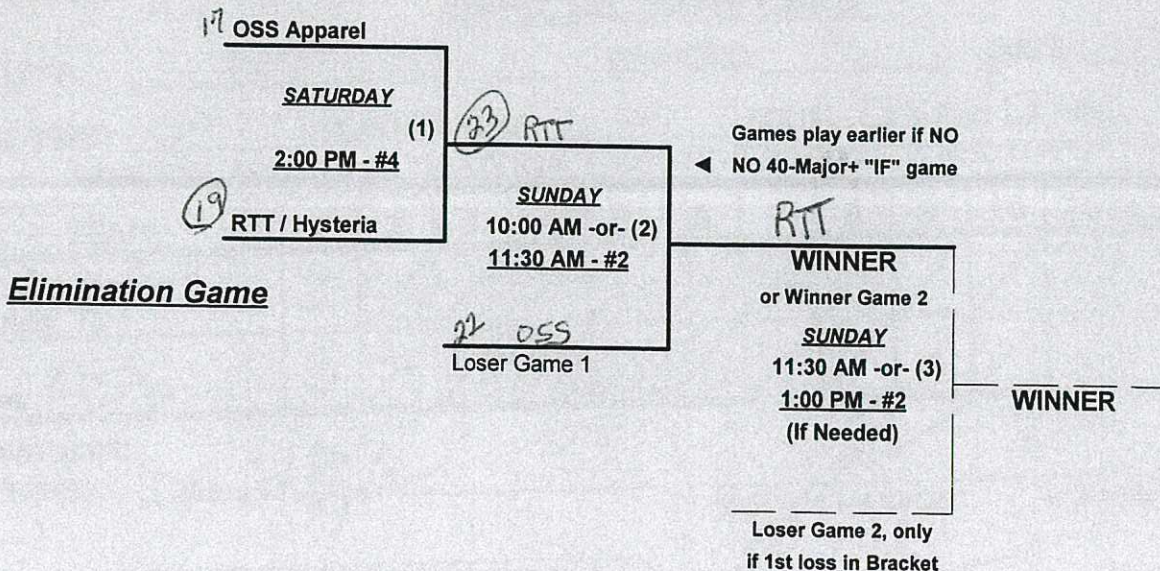 17 OSS Apparel
SATURDAY
(1)
2:00 PM - #4
19 RTT / Hysteria
Elimination Game
23 RTT
SUNDAY
10:00 AM -or- (2)
11:30 AM - #2
22 OSS
Loser Game 1
Games play earlier if NO
◄ NO 40-Major+ "IF" game
RTT
WINNER
or Winner Game 2
SUNDAY
11:30 AM -or- (3)
1:00 PM - #2
(If Needed)
WINNER
Loser Game 2, only
if 1st loss in Bracket